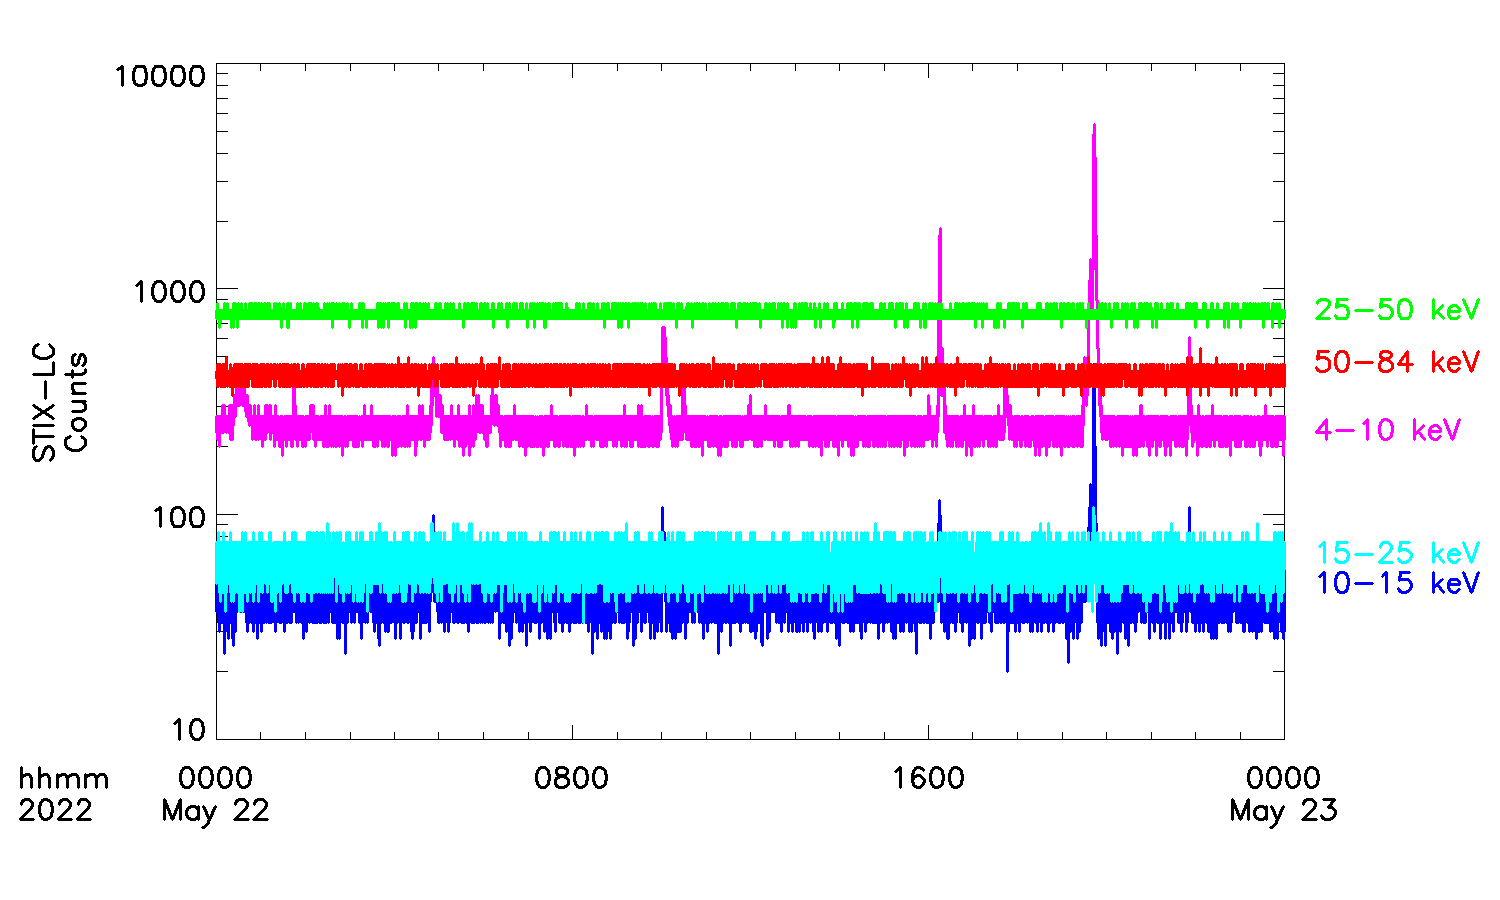 10000
1000
100
10
STIX-LC
Counts
25-50 keV
50-84 keV
4-10 keV
15-25 keV
10-15 keV
hhmm 0000 0800 1600 0000
2022 May 22 May 23